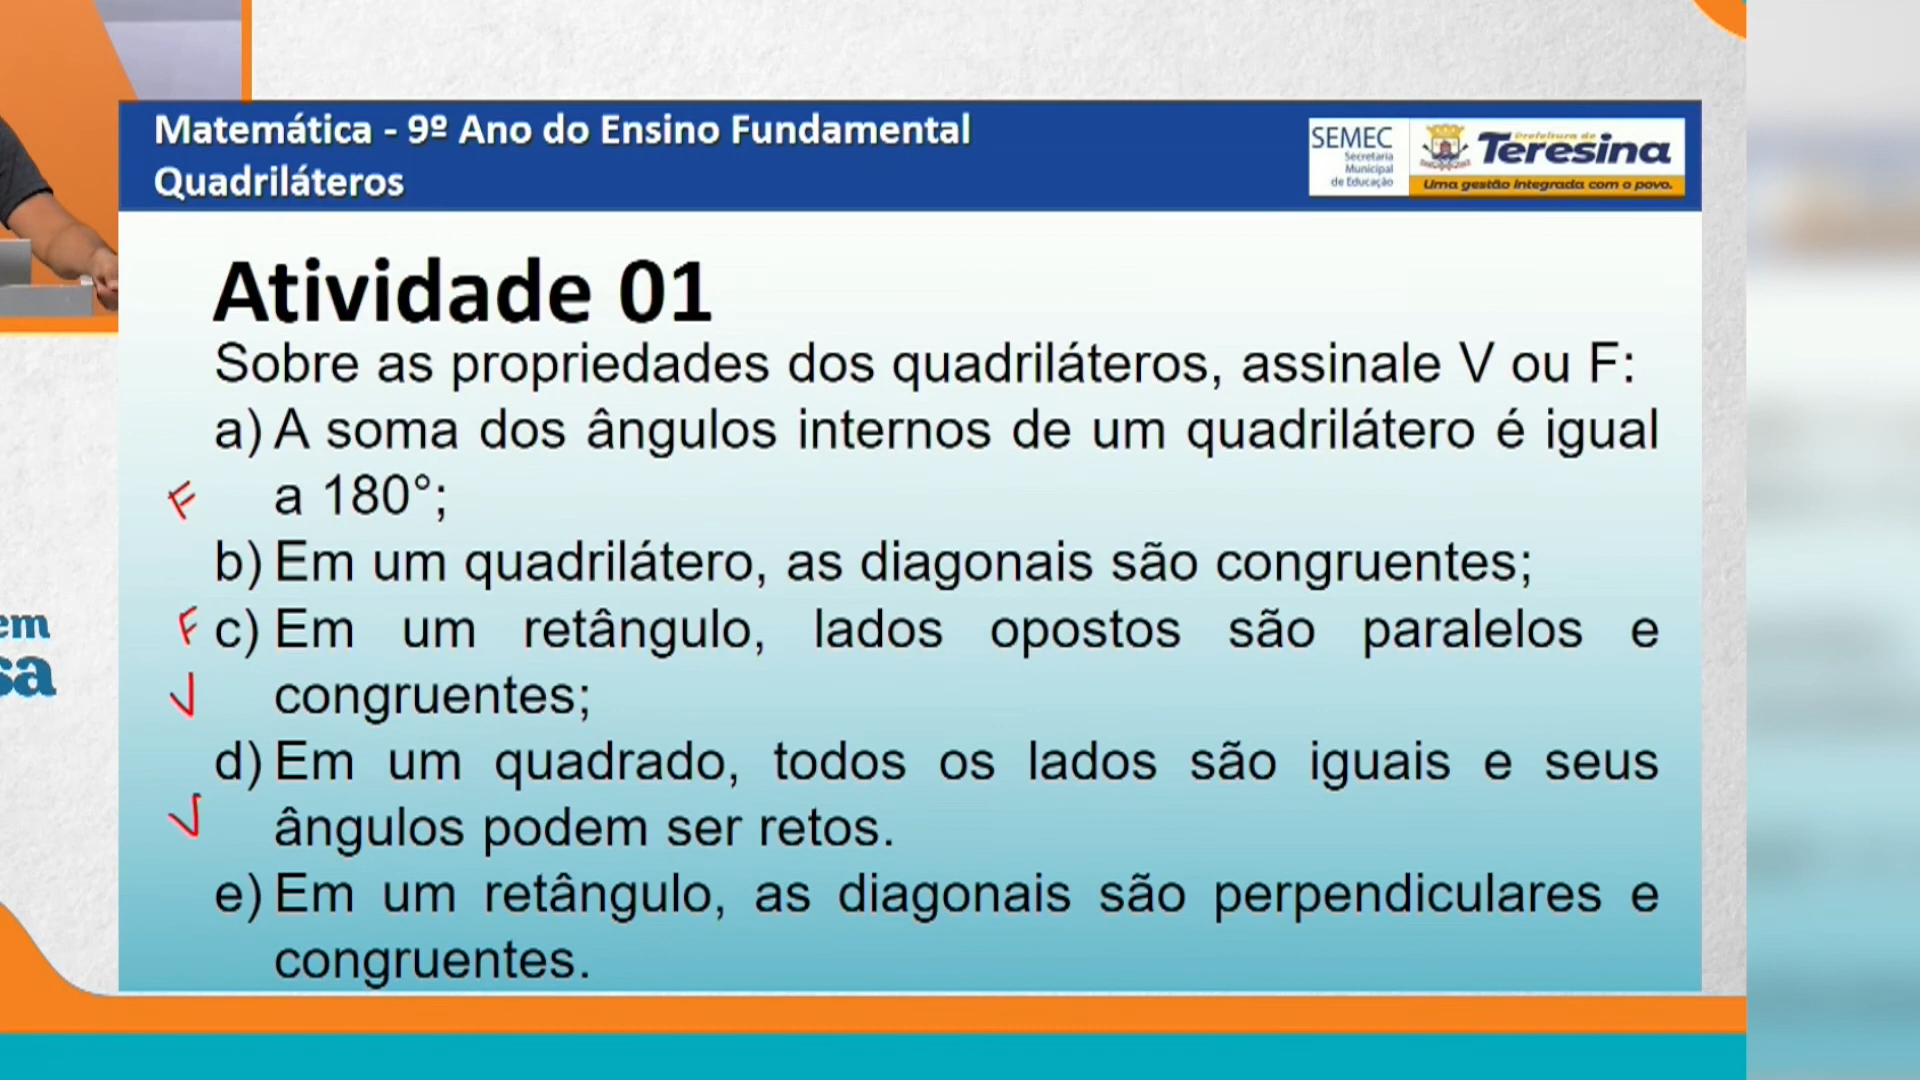 Matemática - 9º Ano do Ensino Fundamental
Quadriláteros
SEMEC
Secretaria
Municipal
de Educação
Prefeitura de
Teresina
Uma gestão integrada com o povo.
Atividade 01
Sobre as propriedades dos quadriláteros, assinale V ou F:
a) A soma dos ângulos internos de um quadrilátero é igual
F a 180°;
b) Em um quadrilátero, as diagonais são congruentes;
F c) Em um retângulo, lados opostos são paralelos e
V congruentes;
d) Em um quadrado, todos os lados são iguais e seus
V ângulos podem ser retos.
e) Em um retângulo, as diagonais são perpendiculares e
congruentes.
em
sa